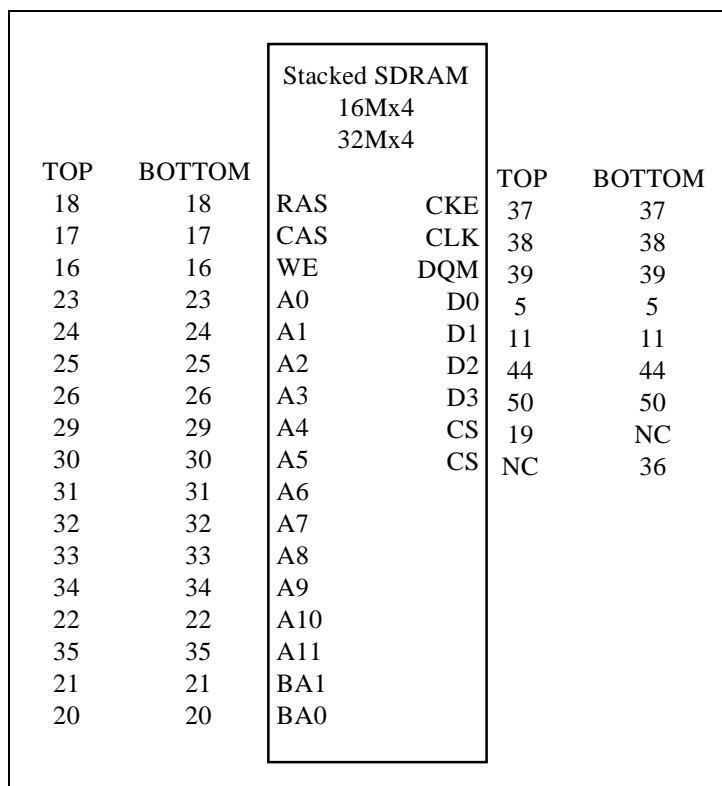 Stacked SDRAM
16Mx4
32Mx4
TOP BOTTOM TOP BOTTOM
18 18 RAS CKE 37 37
17 17 CAS CLK 38 38
16 16 WE DQM 39 39
23 23 A0 D0 5 5
24 24 A1 D1 11 11
25 25 A2 D2 44 44
26 26 A3 D3 50 50
29 29 A4 CS 19 NC
30 30 A5 CS NC 36
31 31 A6
32 32 A7
33 33 A8
34 34 A9
22 22 A10
35 35 A11
21 21 BA1
20 20 BA0